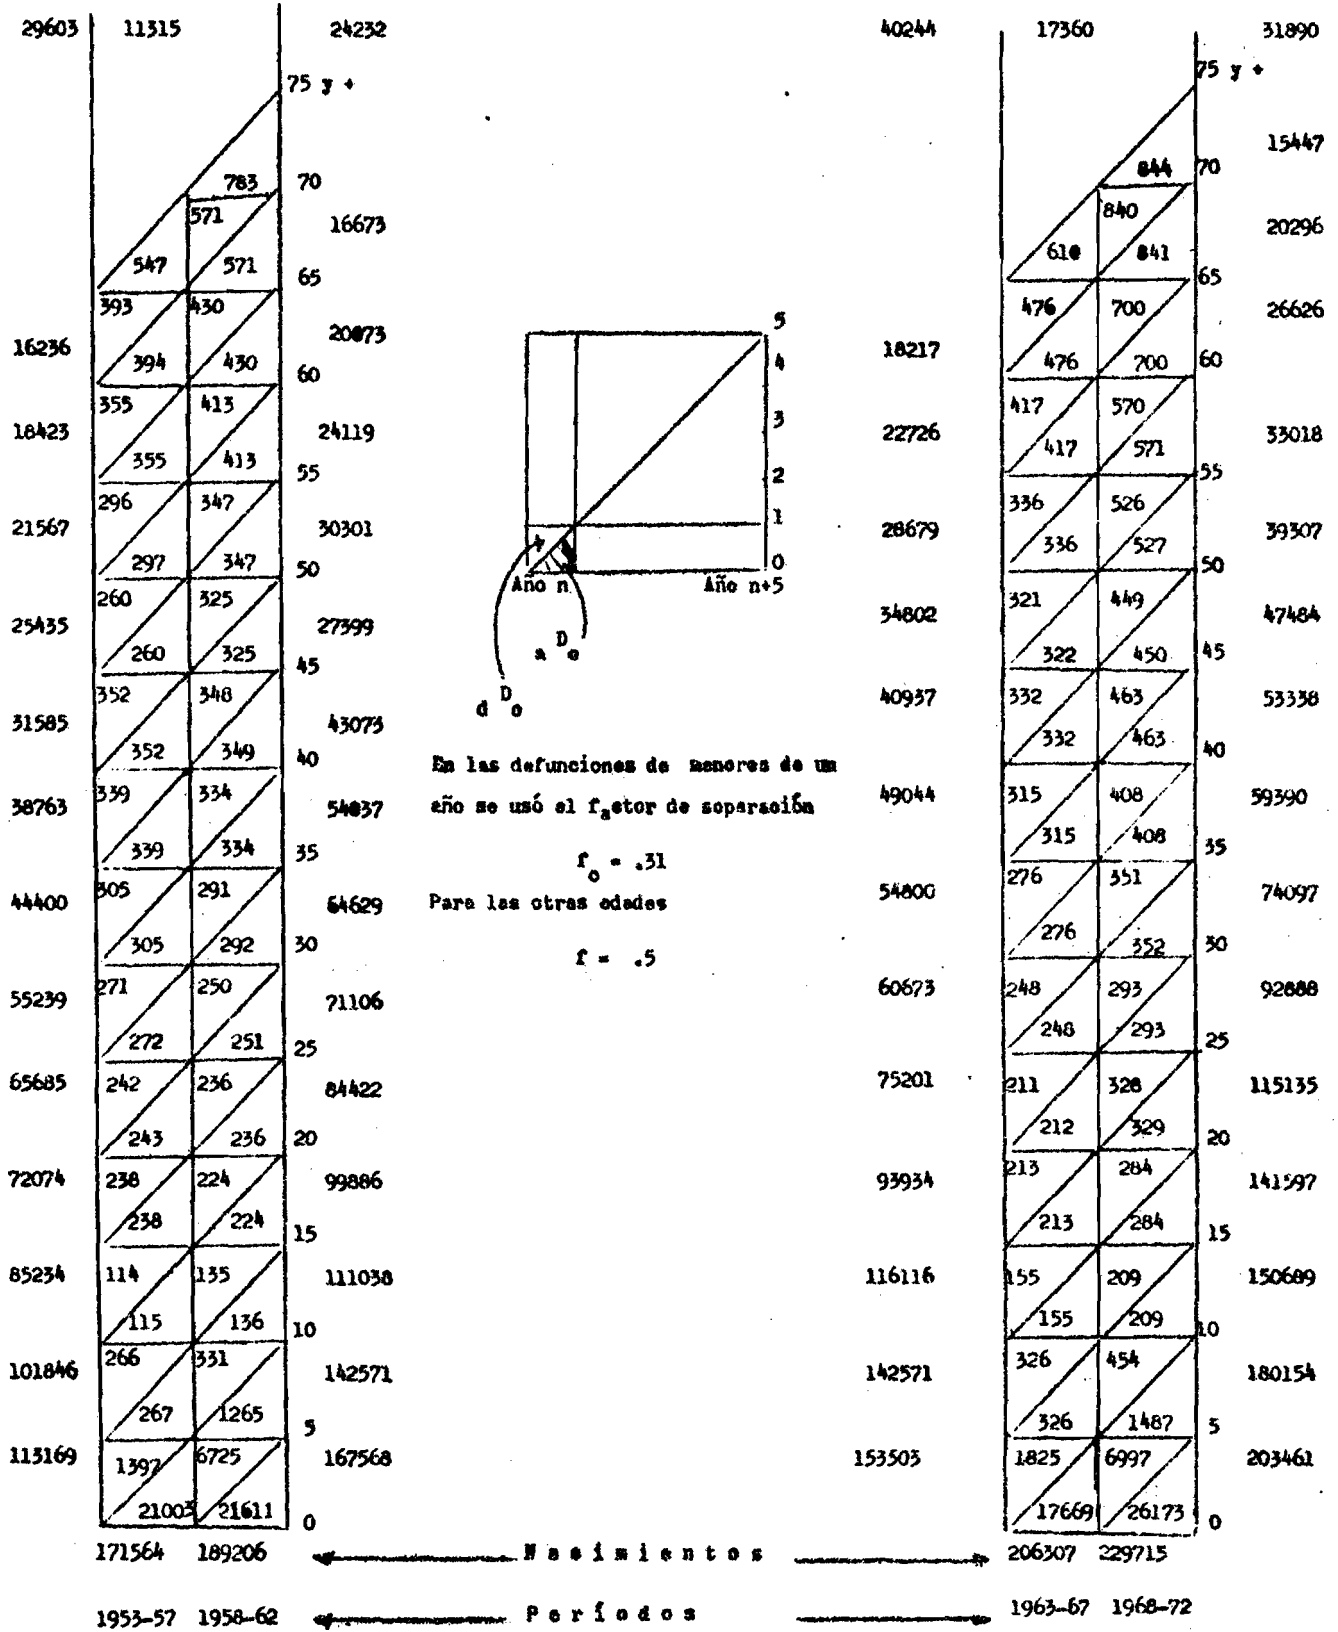 29603 11315 24232 40244 17360 31890
75 y + 75 y +
15447
783 70 844 70
571 16673 840 20296
547 571 65 610 841 65
393 430 476 700 26626
16236 20873 18217
394 430 60 476 700 60
355 413 417 570
18423 24119 22726 33018
355 413 55 417 571 55
296 347 336 526
21567 30301 28679 39307
297 347 50 336 527 50
260 325 321 449
25435 27399 34802 47484
260 325 45 322 450 45
352 348 332 463
31585 43073 40937 53338
352 349 40 332 463 40
339 334 315 408
38763 54837 49044 59390
339 334 35 315 408 35
305 291 276 351
44400 64629 54800 74097
305 292 30 276 352 30
271 250 248 293
55239 71106 60673 92888
272 251 25 248 293 25
242 236 211 328
65685 84422 75201 115135
243 236 20 212 329 20
238 224 213 284
72074 99886 93934 141597
238 224 15 213 284 15
114 135 155 209
85234 111038 116116 150689
115 136 10 155 209 10
266 331 326 454
101846 142571 142571 180154
267 1265 5 326 1487 5
1397 6725 1825 6997
113169 167568 153503 203461
21003 21611 0 17669 26173 0
5
4
3
2
1
0
Año n Año n+5
a D o
d D o
En las defunciones de menores de un
año se usó el factor de separación
f o = .31
Para las otras edades
f = .5
171564 189206 Nacimientos 206307 229715
1953-57 1958-62 Períodos 1963-67 1968-72